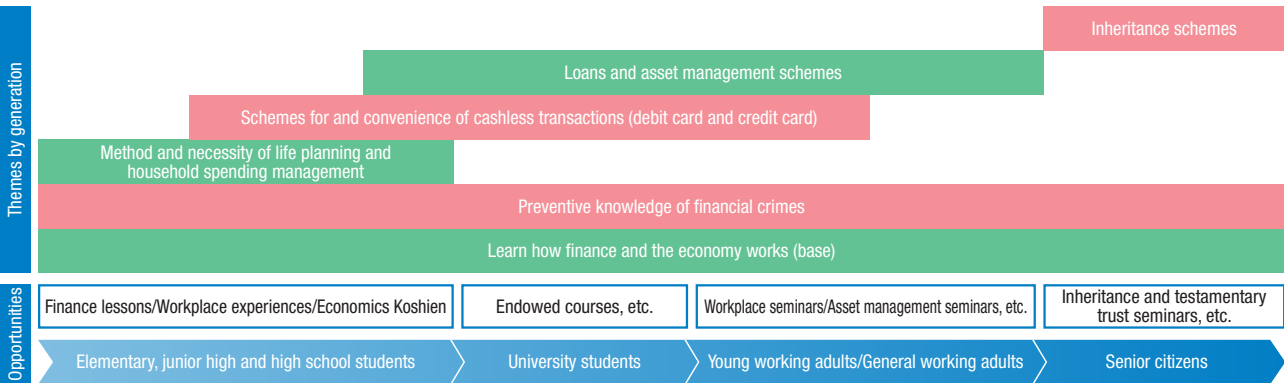 Themes by generation
Inheritance schemes
Loans and asset management schemes
Schemes for and convenience of cashless transactions (debit card and credit card)
Method and necessity of life planning and
household spending management
Preventive knowledge of financial crimes
Learn how finance and the economy works (base)
Opportunities
Finance lessons/Workplace experiences/Economics Koshien
Endowed courses, etc.
Workplace seminars/Asset management seminars, etc.
Inheritance and testamentary
trust seminars, etc.
Elementary, junior high and high school students
University students
Young working adults/General working adults
Senior citizens